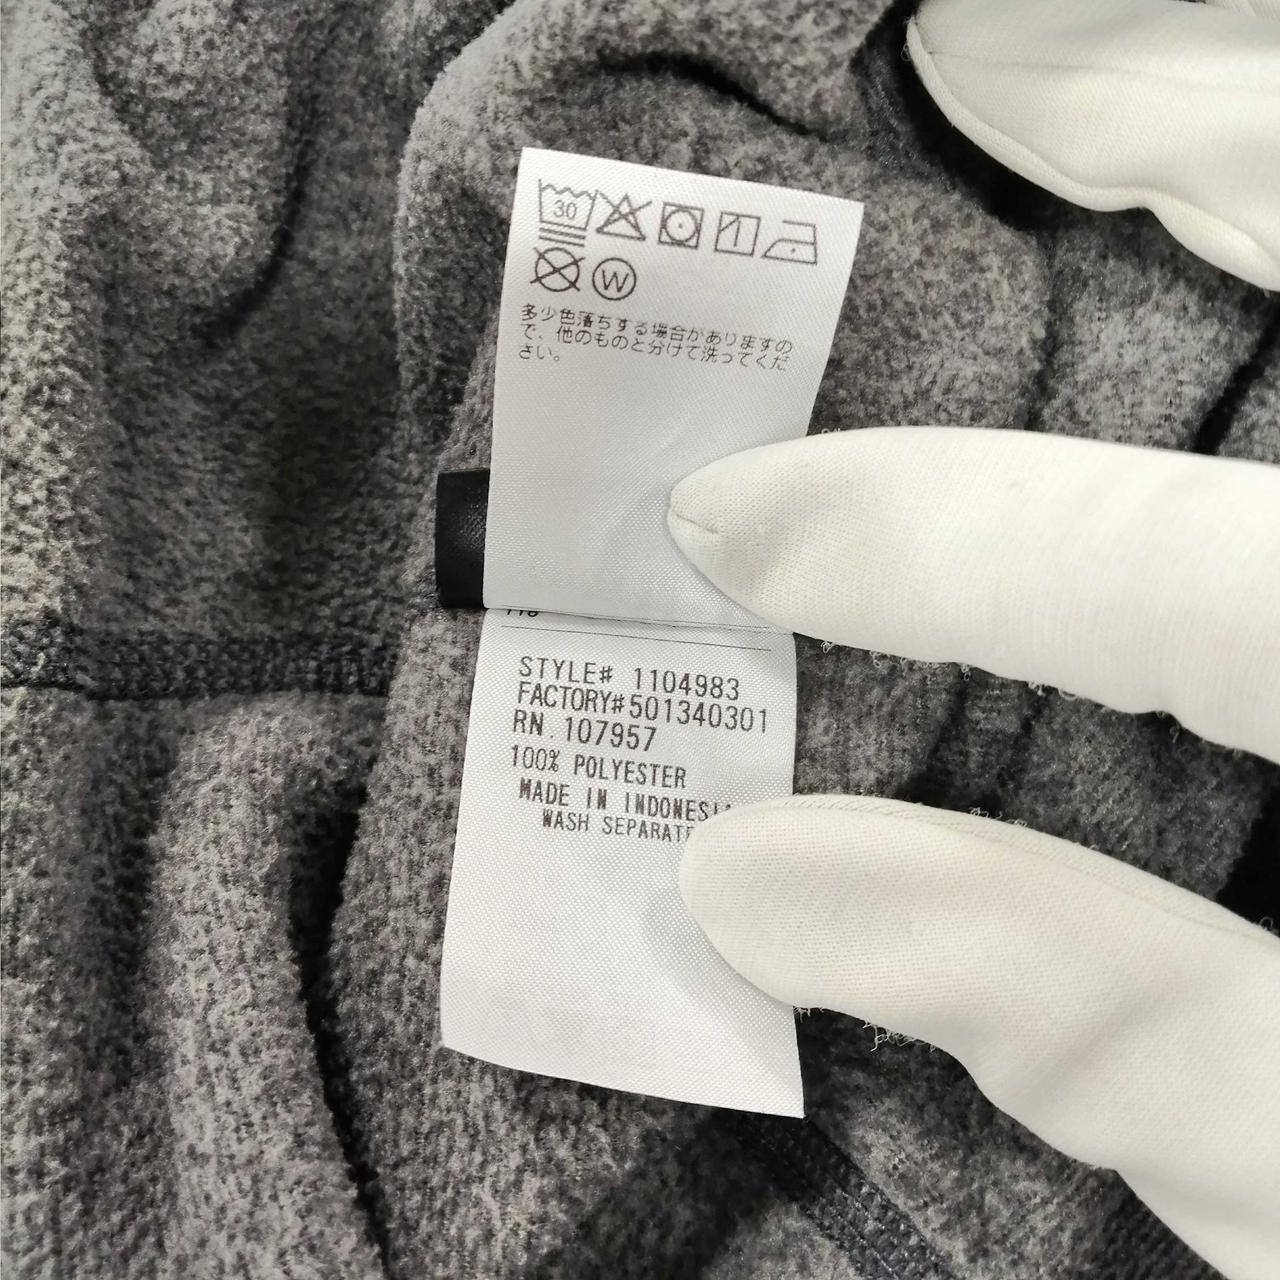 30
W
多少色落ちする場合がありますの
で、他のものと分けて洗ってくだ
さい。
STYLE# 1104983
FACTORY#501340301
RN.107957
100% POLYESTER
MADE IN
WASH